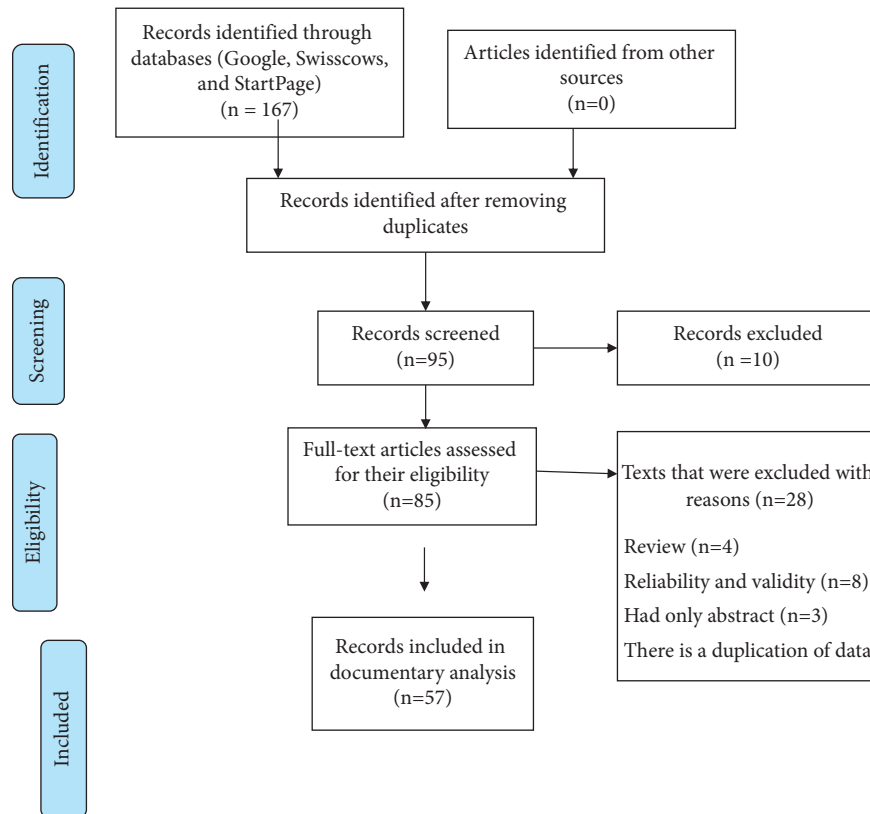 Identification
Records identified through
databases (Google, Swisscows,
and StartPage)
(n = 167)
Articles identified from other
sources
(n=0)
Records identified after removing
duplicates
Screening
Records screened
(n=95)
Records excluded
(n =10)
Eligibility
Full-text articles assessed
for their eligibility
(n=85)
Texts that were excluded with
reasons (n=28)
Review (n=4)
Reliability and validity (n=8)
Had only abstract (n=3)
There is a duplication of data
Included
Records included in
documentary analysis
(n=57)